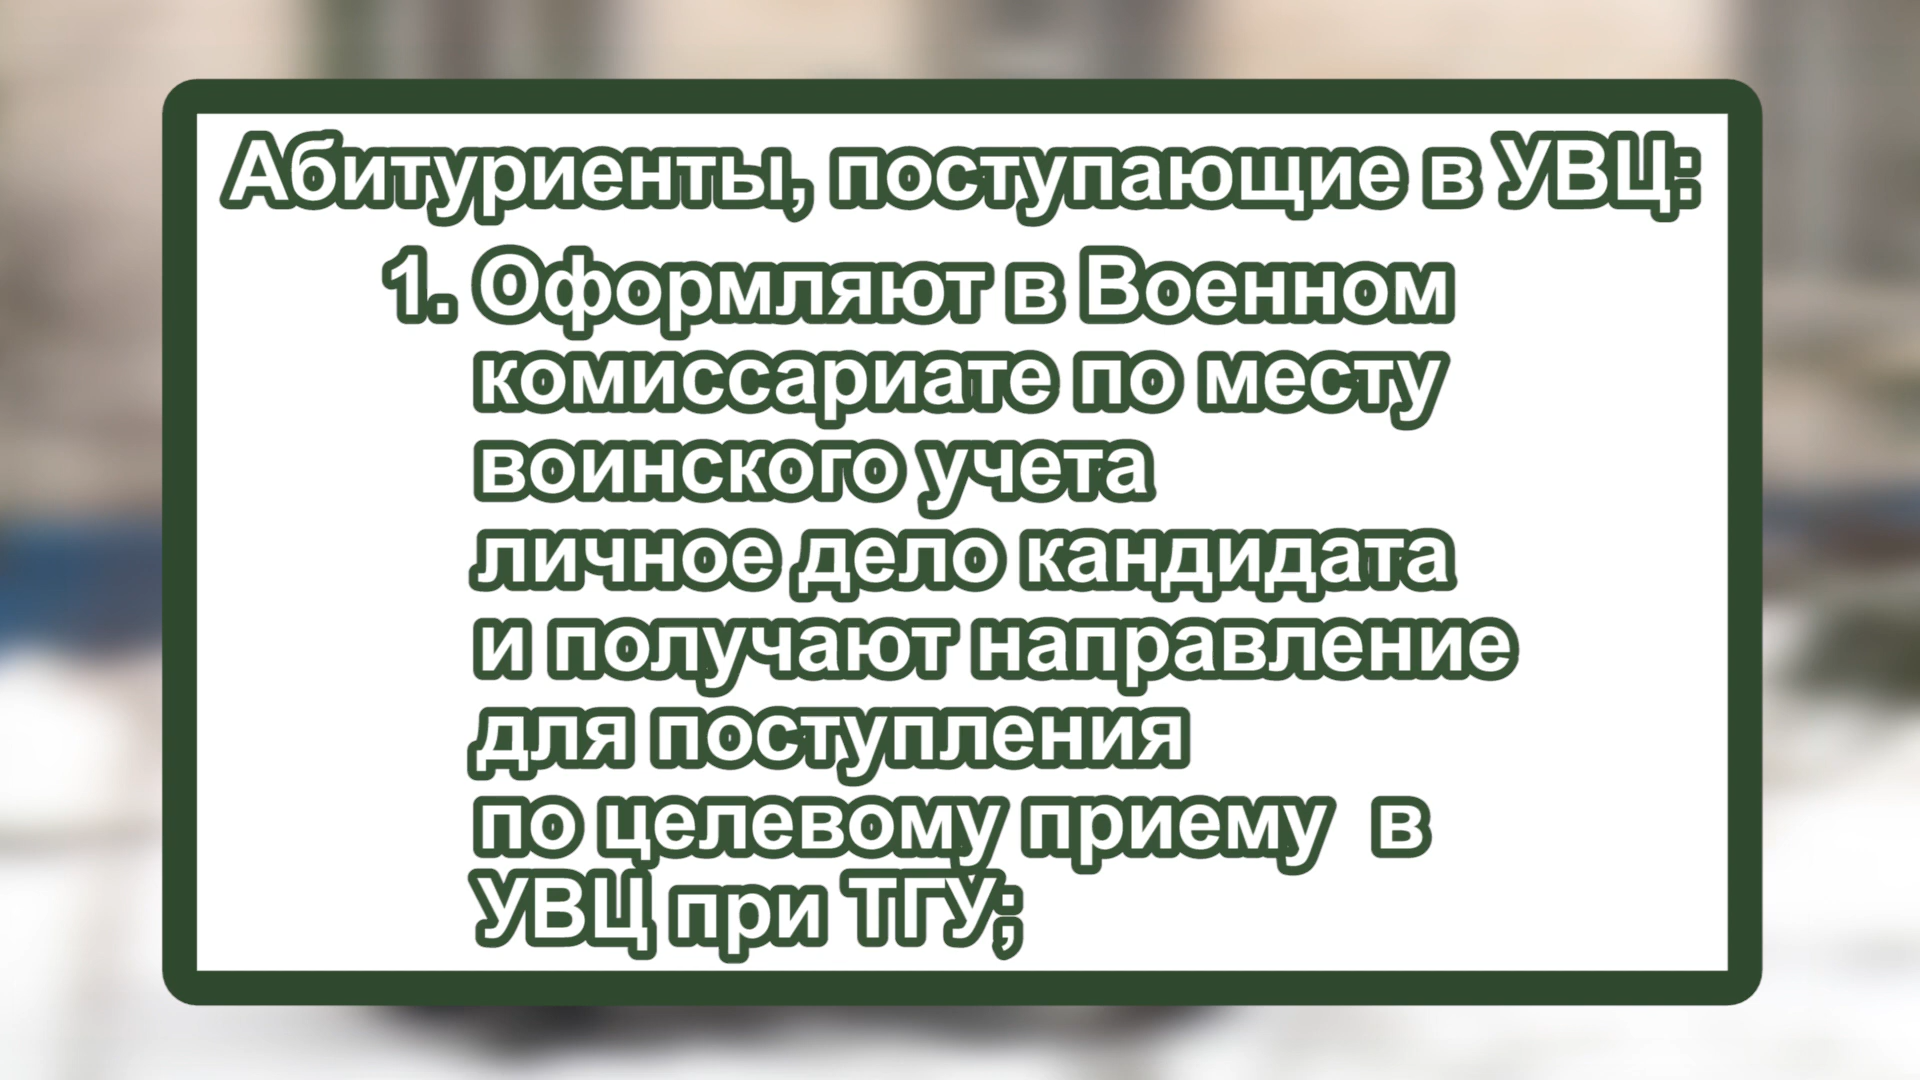 Абитуриенты, поступающие в УВЦ:
1. Оформляют в Военном
комиссариате по месту
воинского учета
личное дело кандидата
и получают направление
для поступления
по целевому приему в
УВЦ при ТГУ;